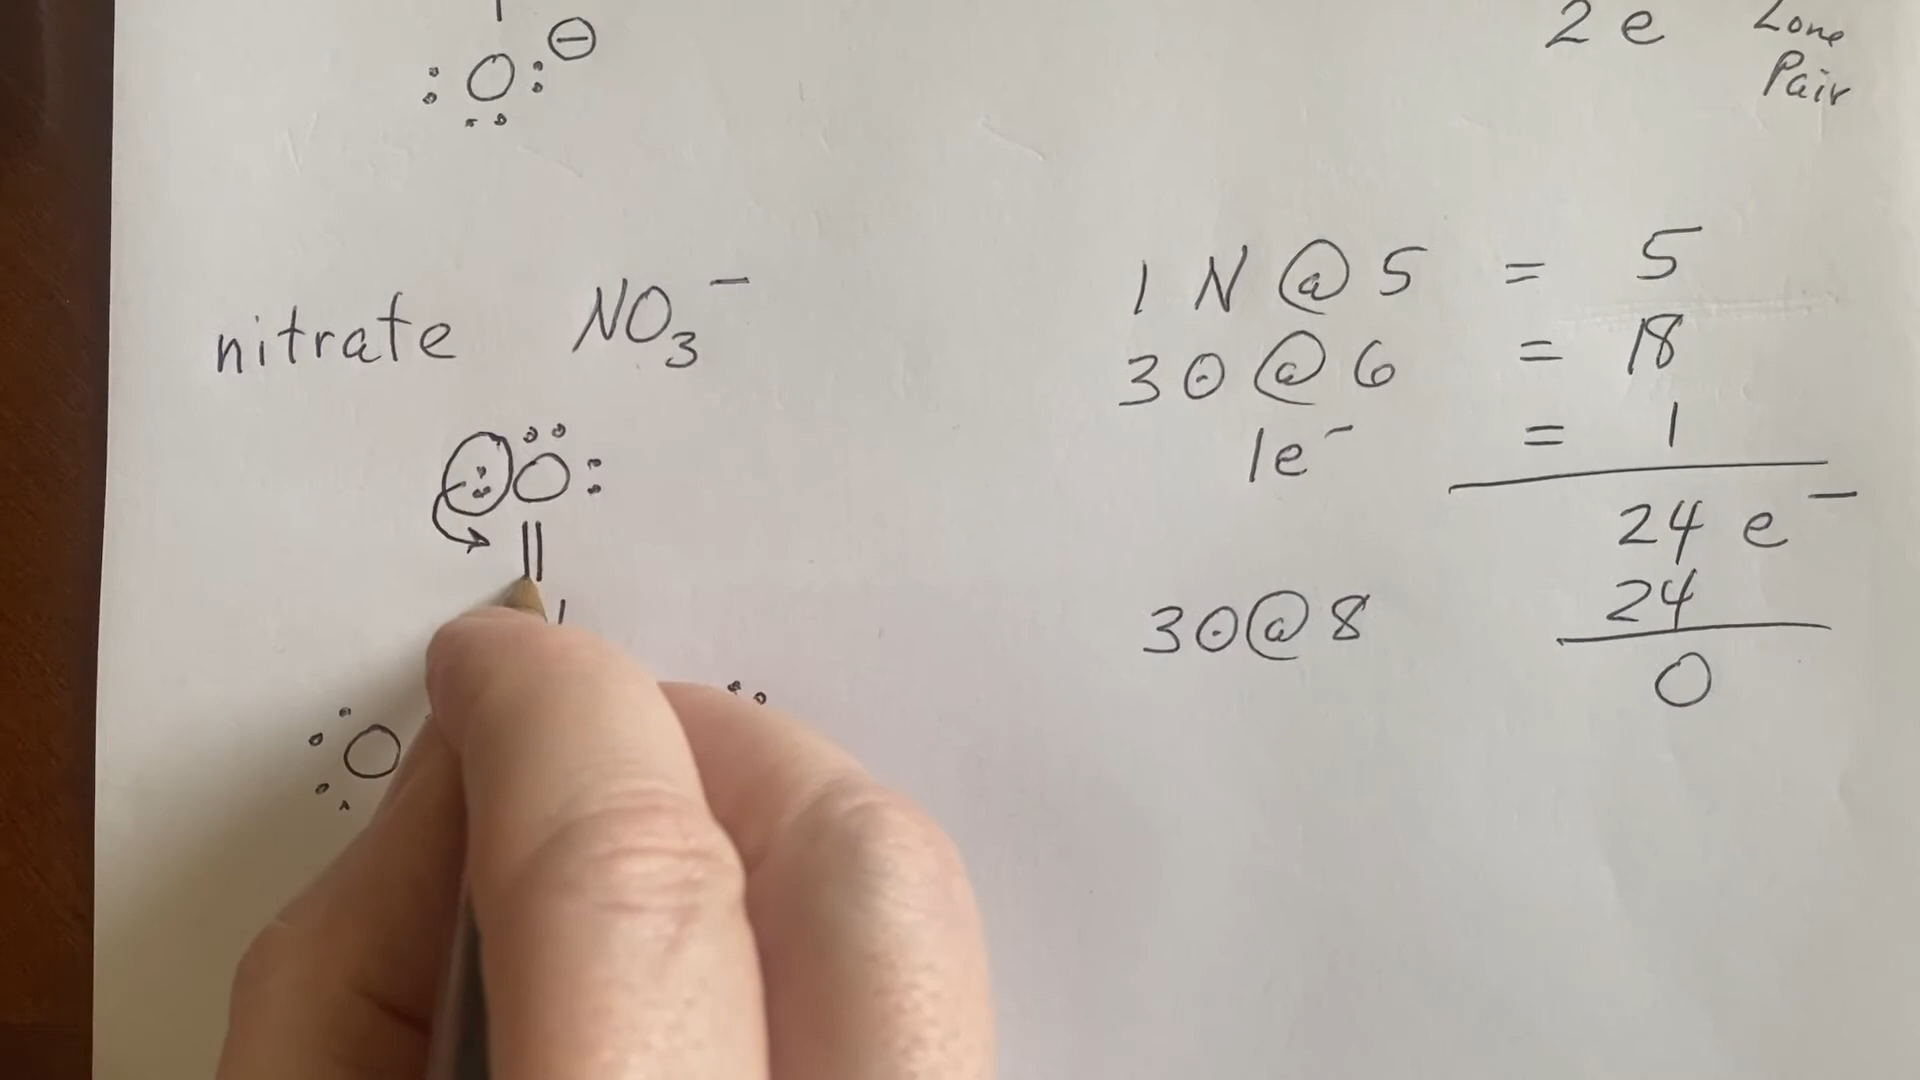 O ⊖
2 e Lone
Pair
nitrate NO₃⁻
1 N @ 5 = 5
3 O @ 6 = 18
1e⁻ = 1
24 e⁻
3 O @ 8 24
0
O
O